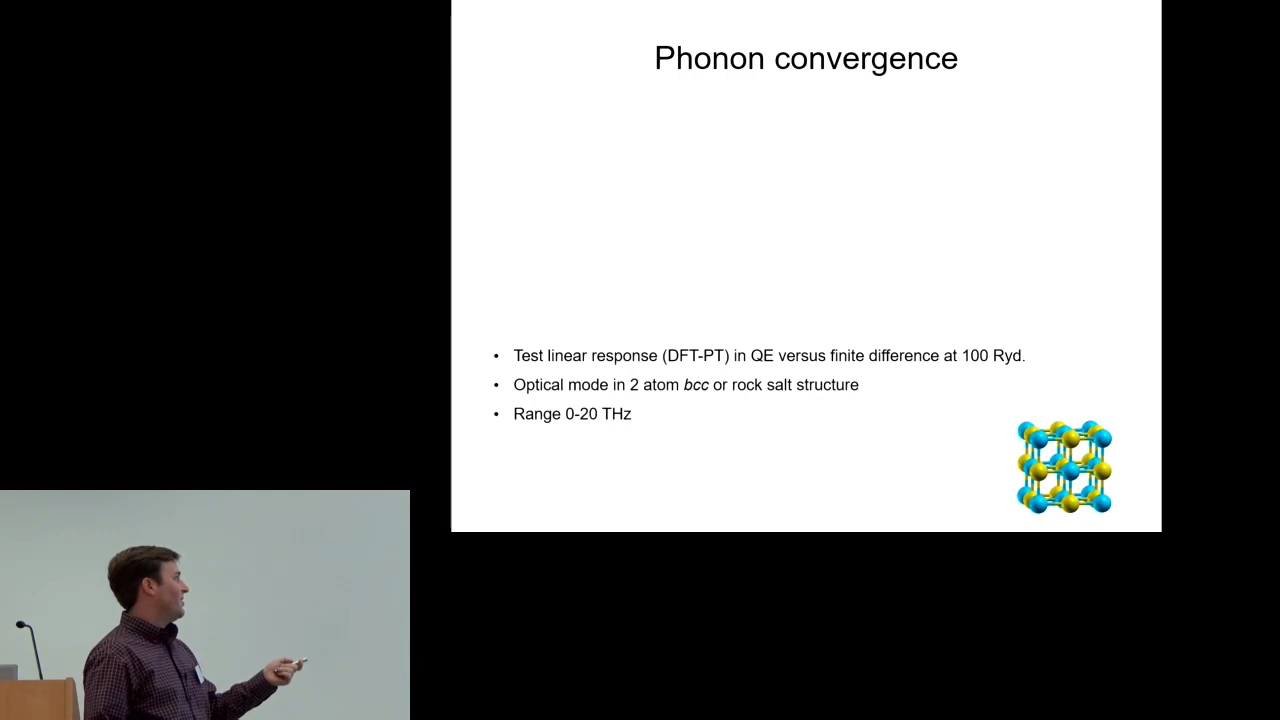 Phonon convergence
• Test linear response (DFT-PT) in QE versus finite difference at 100 Ryd.
• Optical mode in 2 atom bcc or rock salt structure
• Range 0-20 THz